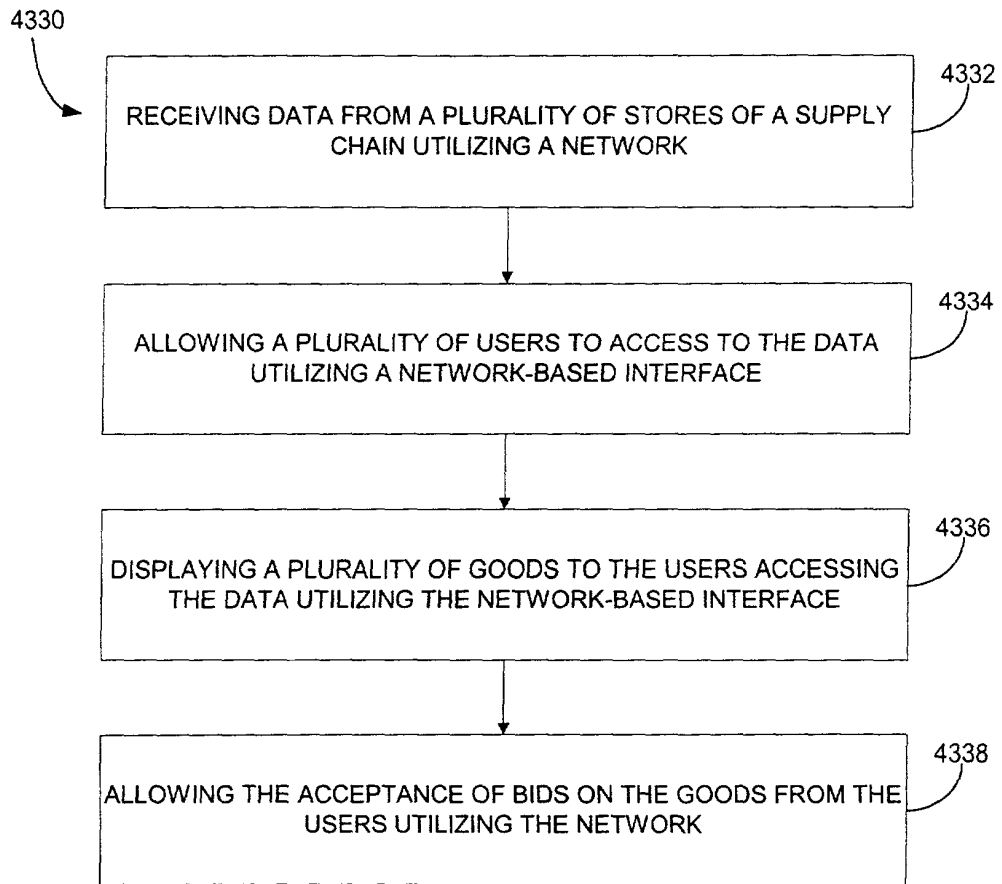 4330
4332
RECEIVING DATA FROM A PLURALITY OF STORES OF A SUPPLY
CHAIN UTILIZING A NETWORK
4334
ALLOWING A PLURALITY OF USERS TO ACCESS TO THE DATA
UTILIZING A NETWORK-BASED INTERFACE
4336
DISPLAYING A PLURALITY OF GOODS TO THE USERS ACCESSING
THE DATA UTILIZING THE NETWORK-BASED INTERFACE
4338
ALLOWING THE ACCEPTANCE OF BIDS ON THE GOODS FROM THE
USERS UTILIZING THE NETWORK